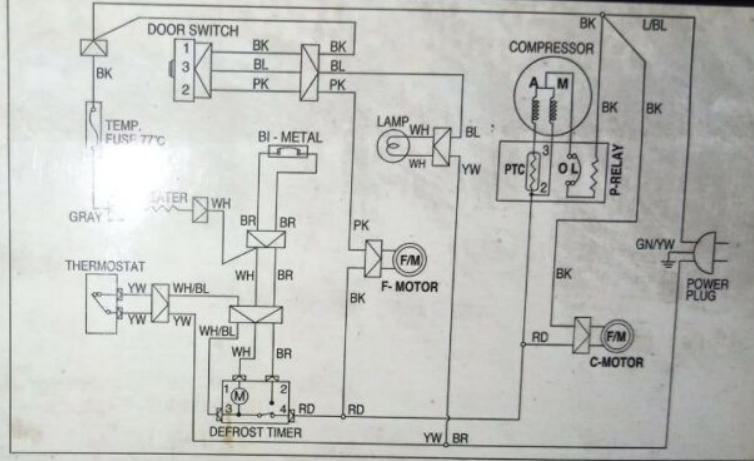 BK L/BL
DOOR SWITCH
1 BK BK
3 BL BL
2 PK PK
BK
COMPRESSOR
A M
BK BK
TEMP.
FUSE 77°C
BI - METAL
LAMP WH BL
WH YW
PTC 3 OL
2
P-RELAY
GRAY WH
BR BR
PK
THERMOSTAT
WH BR
F/M
F- MOTOR
GN/YW
POWER
PLUG
YW WH/BL
YW YW
BK
BK
WH/BL
WH BR
RD
F/M
C-MOTOR
1 M 2
3 4 RD RD
DEFROST TIMER
YW BR